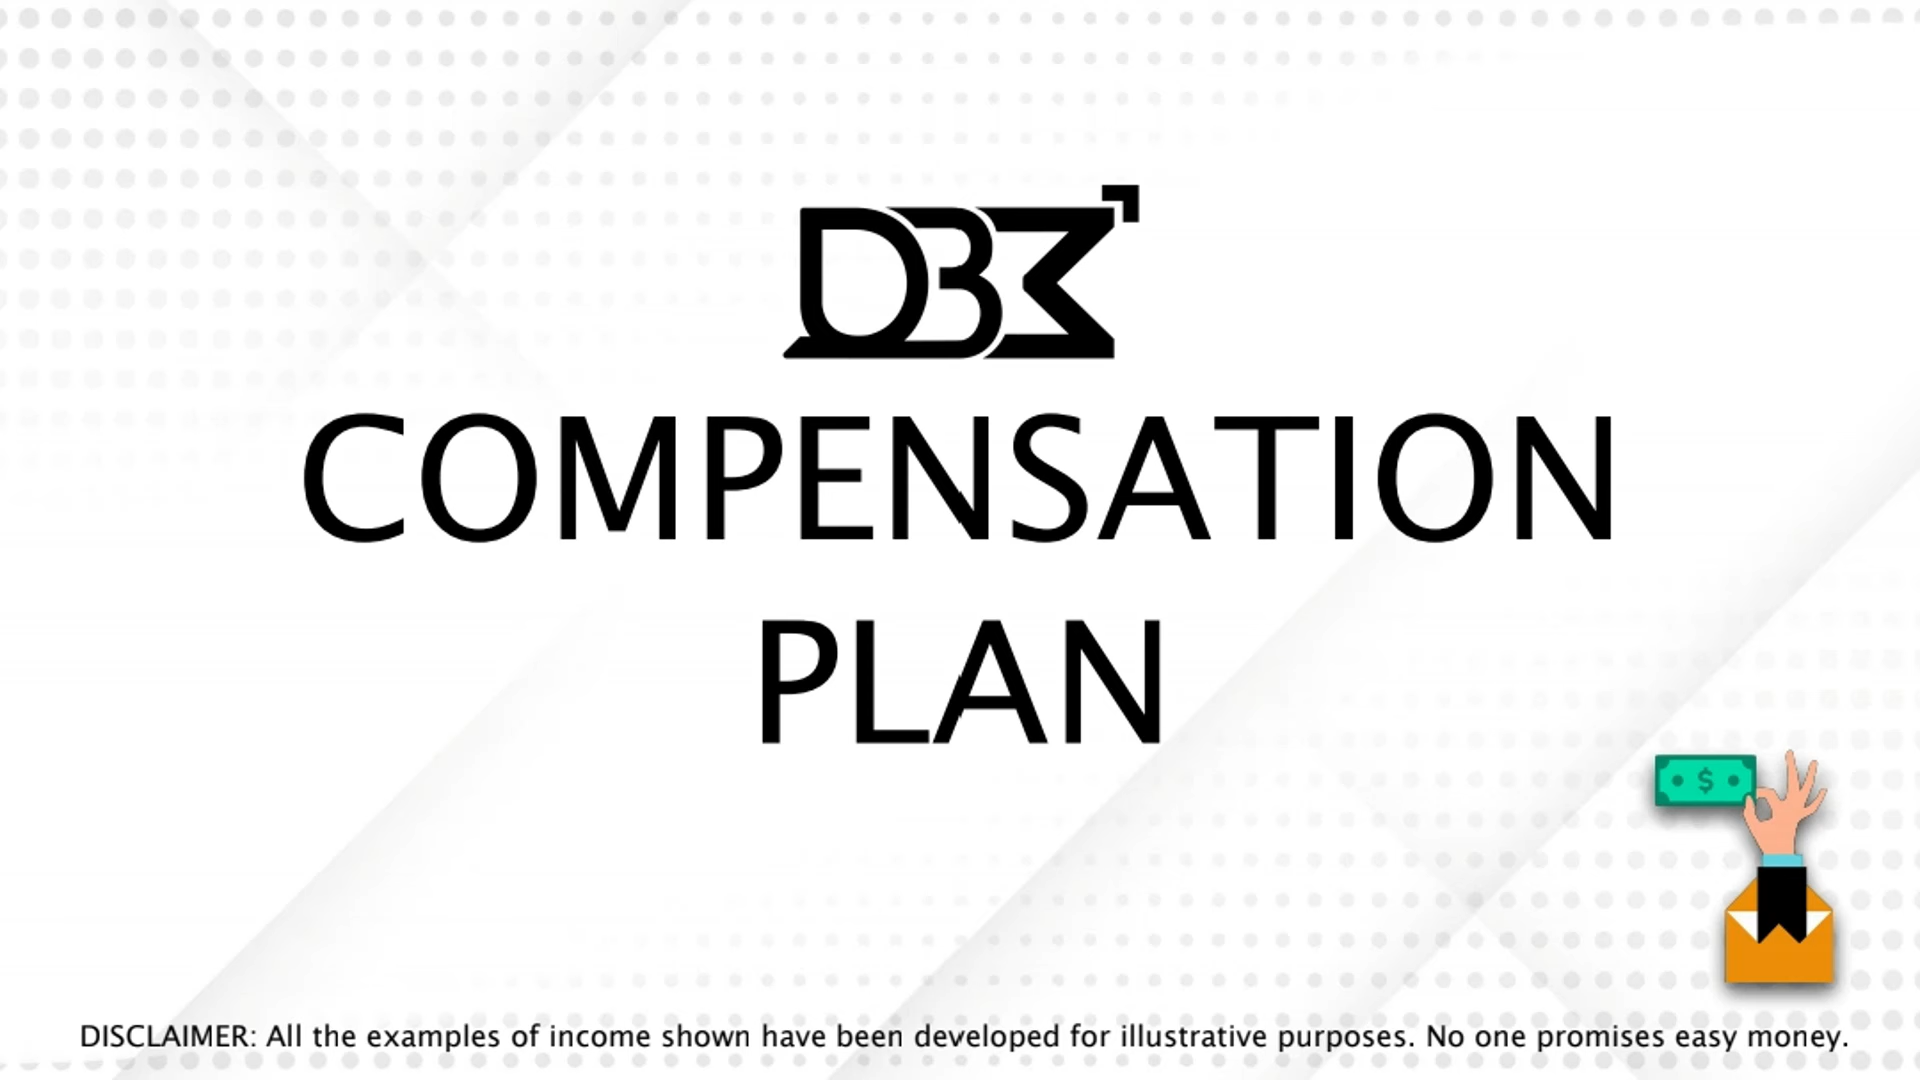 DBM
COMPENSATION
PLAN
$
DISCLAIMER: All the examples of income shown have been developed for illustrative purposes. No one promises easy money.